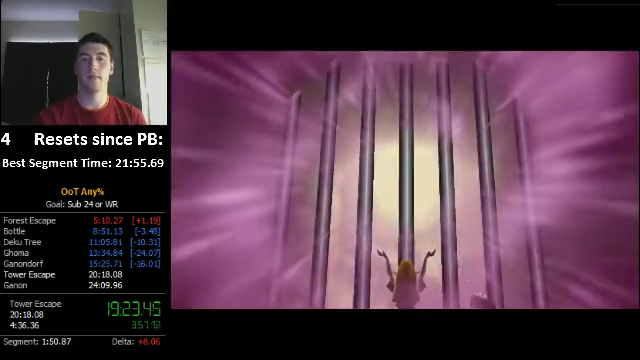 4 Resets since PB:
Best Segment Time: 21:55.69
OoT Any%
Goal: Sub 24 or WR
Forest Escape 5:10.27 [+1.19]
Bottle 8:51.13 [-3.48]
Deku Tree 11:05.81 [-10.31]
Ghoma 13:34.84 [-24.07]
Ganondorf 15:25.71 [-16.01]
Tower Escape 20:18.08
Ganon 24:09.96
Tower Escape 19:23.45
20:18.08
4:36.36 3:57.12
Segment: 1:50.87 Delta: +8.06